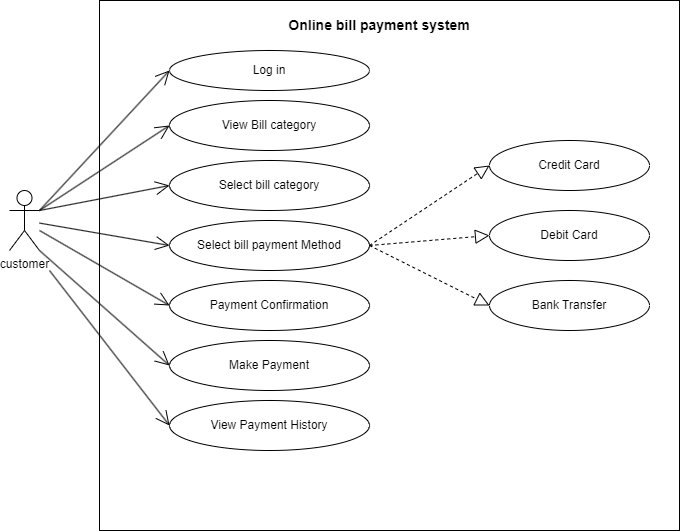 Online bill payment system
Log in
View Bill category
Select bill category
Select bill payment Method
Payment Confirmation
Make Payment
View Payment History
customer
Credit Card
Debit Card
Bank Transfer